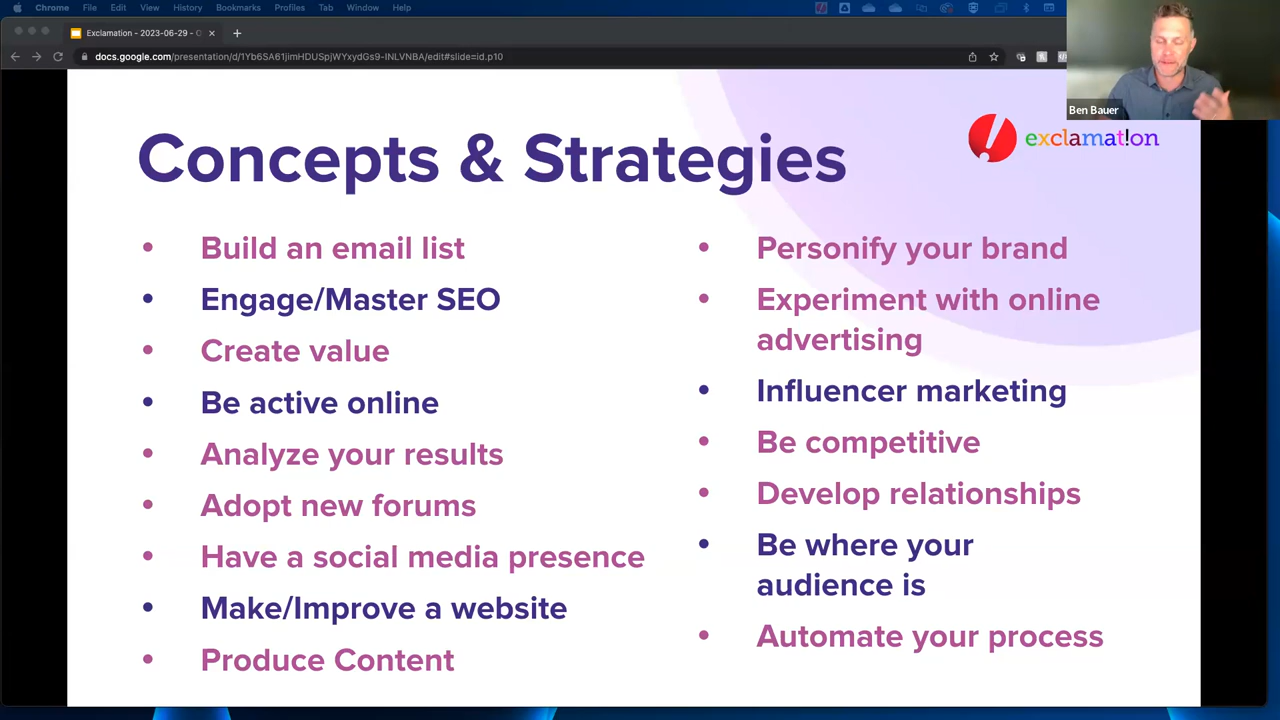 Chrome File Edit View History Bookmarks Profiles Tab Window Help
Exclamation - 2023-06-29 -
docs.google.com/presentation/d/1Yb6SA61jimHDUSpjWYxydGs9-INLVNBA/edit#slide=id.p10
Ben Bauer
exclamat!on
Concepts & Strategies
• Build an email list
• Engage/Master SEO
• Create value
• Be active online
• Analyze your results
• Adopt new forums
• Have a social media presence
• Make/Improve a website
• Produce Content
• Personify your brand
• Experiment with online
advertising
• Influencer marketing
• Be competitive
• Develop relationships
• Be where your
audience is
• Automate your process